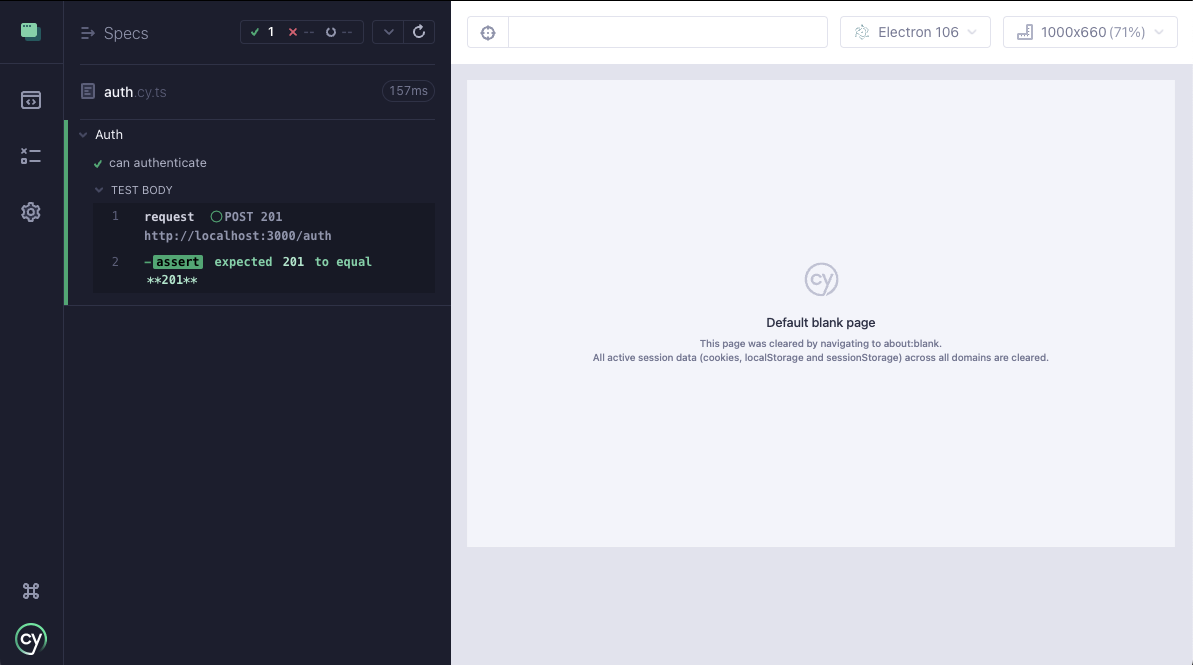 Specs
1
--
--
auth.cy.ts
157ms
Auth
can authenticate
TEST BODY
1 request POST 201
http://localhost:3000/auth
2 -assert expected 201 to equal
**201**
cy
Electron 106
1000x660 (71%)
cy
Default blank page
This page was cleared by navigating to about:blank.
All active session data (cookies, localStorage and sessionStorage) across all domains are cleared.